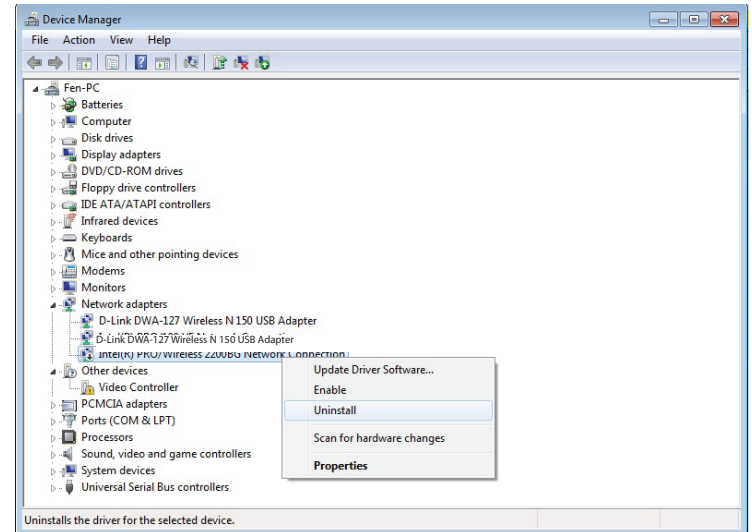 Device Manager
File Action View Help
Fen-PC
Batteries
Computer
Disk drives
Display adapters
DVD/CD-ROM drives
Floppy drive controllers
IDE ATA/ATAPI controllers
Infrared devices
Keyboards
Mice and other pointing devices
Modems
Monitors
Network adapters
D-Link DWA-127 Wireless N 150 USB Adapter
D-Link DWA-127 Wireless N 150 USB Adapter
Intel(R) PRO/Wireless 2200BG Network Connection
Other devices
Video Controller
PCMCIA adapters
Ports (COM & LPT)
Processors
Sound, video and game controllers
System devices
Universal Serial Bus controllers
Update Driver Software...
Enable
Uninstall
Scan for hardware changes
Properties
Uninstalls the driver for the selected device.